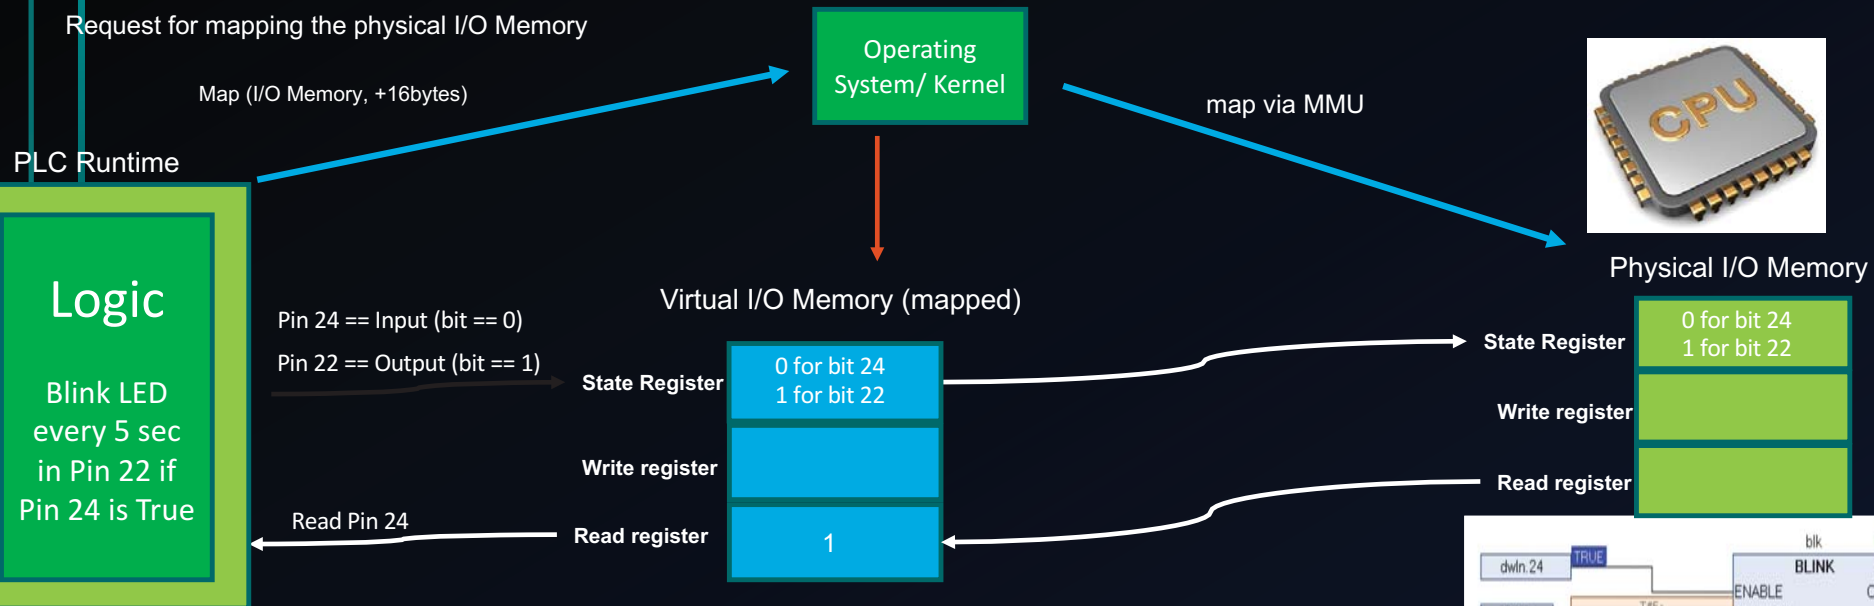 Request for mapping the physical I/O Memory
Map (I/O Memory, +16bytes)
Operating
System/ Kernel
map via MMU
CPU
PLC Runtime
Logic
Blink LED
every 5 sec
in Pin 22 if
Pin 24 is True
Pin 24 == Input (bit == 0)
Pin 22 == Output (bit == 1)
Read Pin 24
Virtual I/O Memory (mapped)
State Register
0 for bit 24
1 for bit 22
Write register
Read register
1
Physical I/O Memory
State Register
0 for bit 24
1 for bit 22
Write register
Read register
dwIn.24
TRUE
blk
BLINK
ENABLE